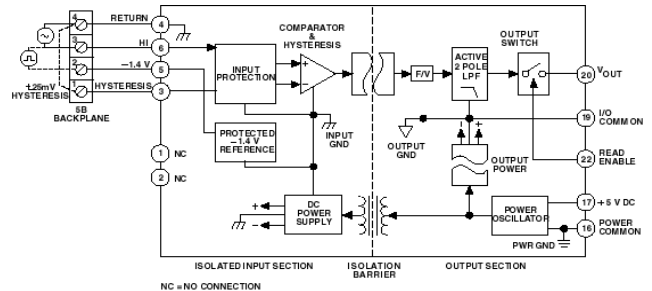 4 RETURN 4
3 HI 6
2 –1.4 V 5
1 HYSTERESIS 3
±25mV
HYSTERESIS
5B
BACKPLANE
1 NC
2 NC
INPUT
PROTECTION
COMPARATOR
&
HYSTERESIS
+
–
PROTECTED
–1.4 V
REFERENCE
INPUT
GND
+
–
DC
POWER
SUPPLY
F/V
ACTIVE
2 POLE
LPF
OUTPUT
SWITCH
20 VOUT
OUTPUT
GND
– +
OUTPUT
POWER
19 I/O
COMMON
22 READ
ENABLE
POWER
OSCILLATOR
17 +5 V DC
16 POWER
COMMON
PWR GND
ISOLATED INPUT SECTION
ISOLATION
BARRIER
OUTPUT SECTION
NC = NO CONNECTION